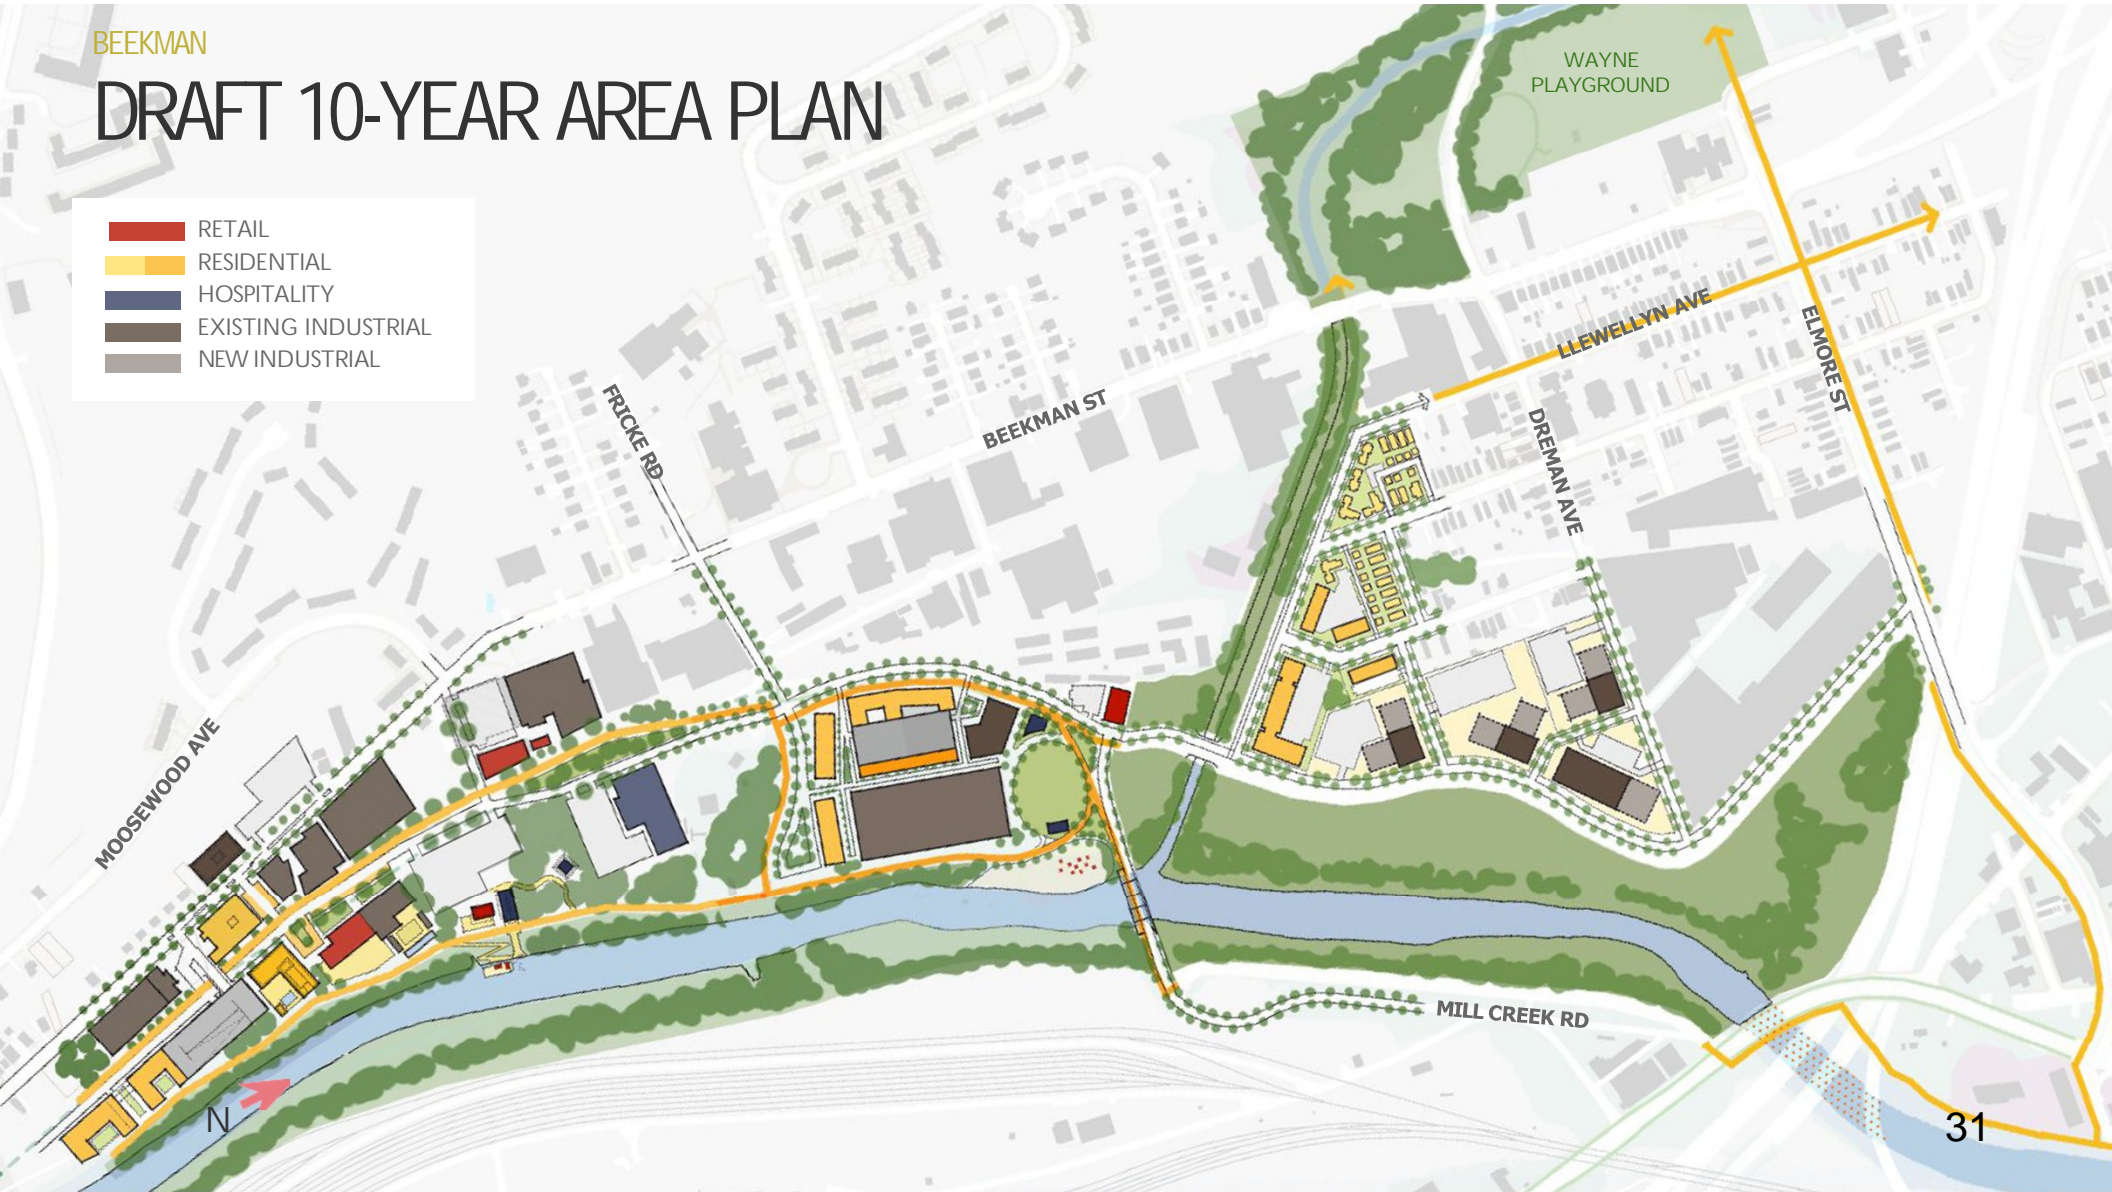 BEEKMAN
DRAFT 10-YEAR AREA PLAN
RETAIL
RESIDENTIAL
HOSPITALITY
EXISTING INDUSTRIAL
NEW INDUSTRIAL
WAYNE
PLAYGROUND
LLEWELLYN AVE
ELMORE ST
FRICKE RD
BEEKMAN ST
DREMAN AVE
MOOSEWOOD AVE
MILL CREEK RD
N
31